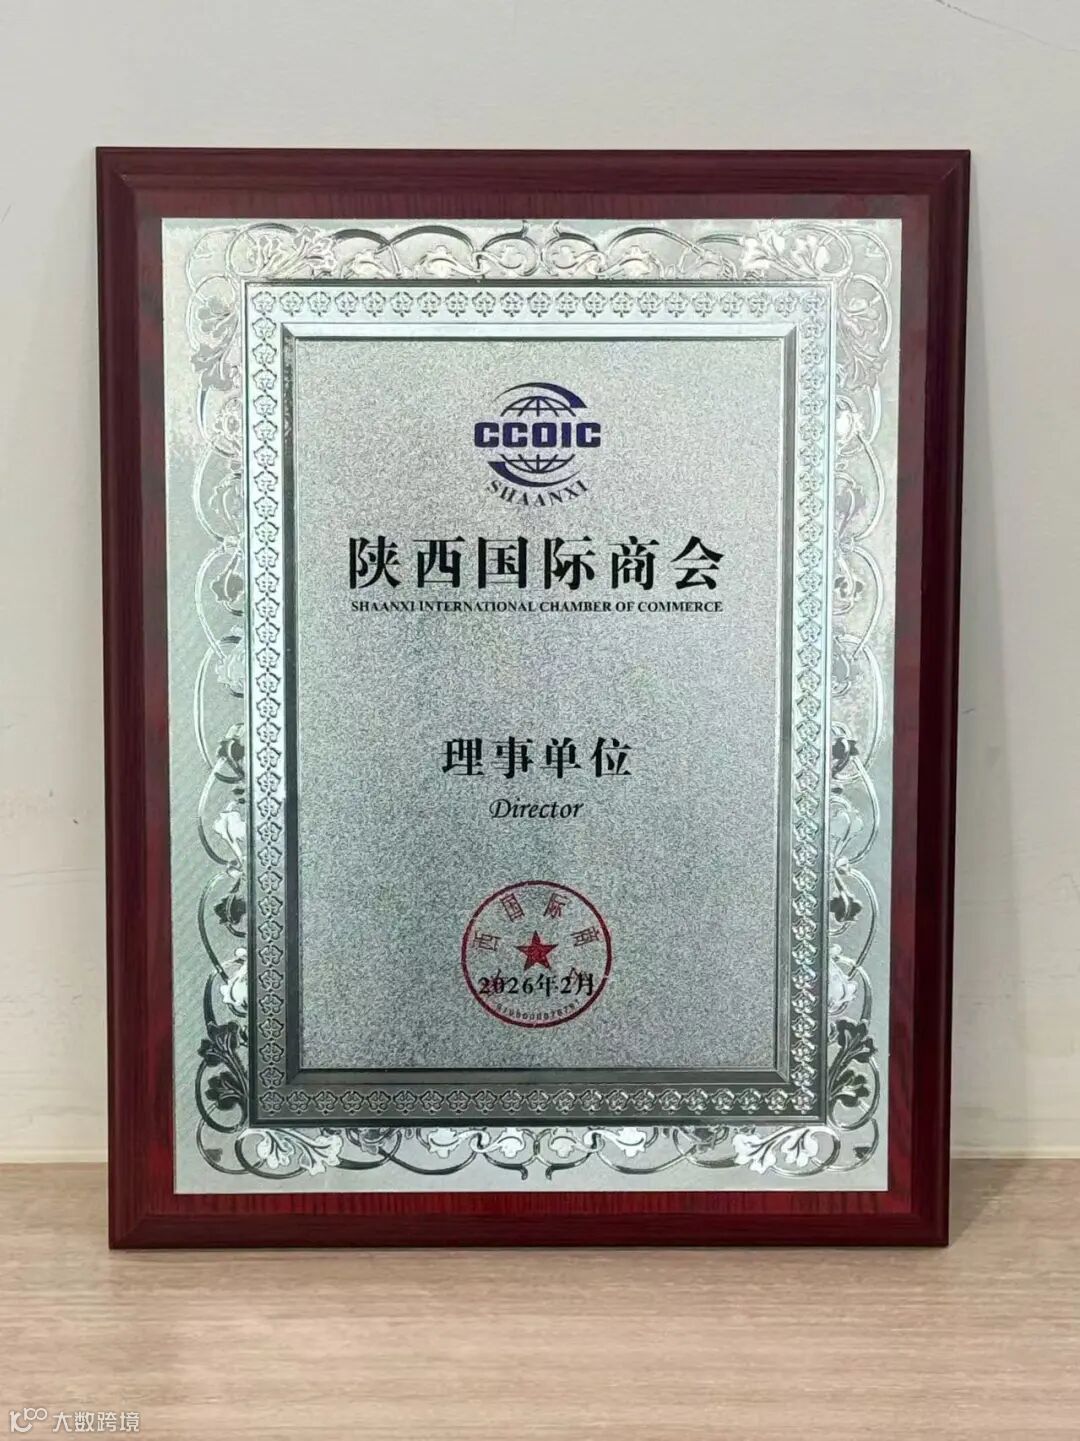 CCOIC
SHAANXI
陕西国际商会
SHAANXI INTERNATIONAL CHAMBER OF COMMERCE
理事单位
Director
国际商
2026年2月
大数跨境